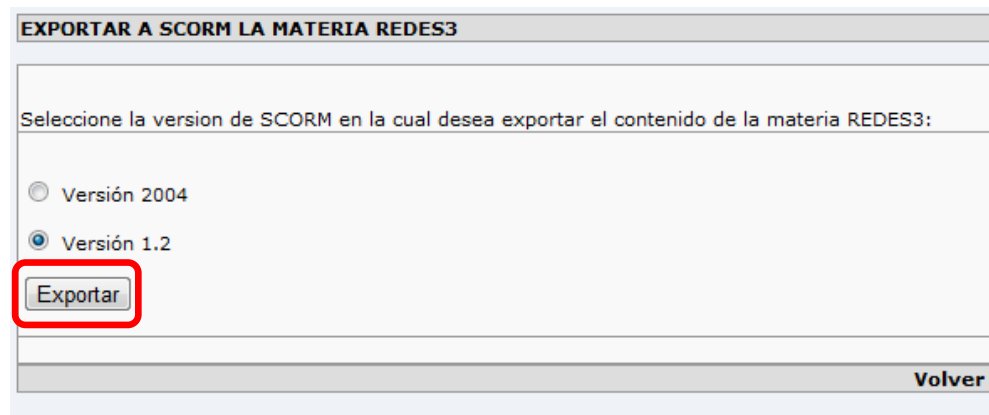 EXPORTAR A SCORM LA MATERIA REDES3
Seleccione la version de SCORM en la cual desea exportar el contenido de la materia REDES3:
Versión 2004
Versión 1.2
Exportar
Volver